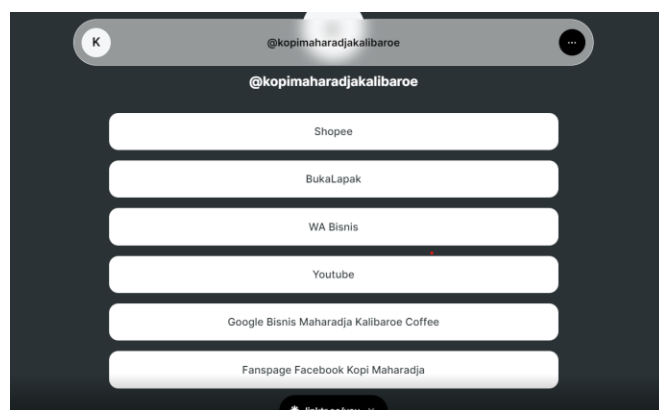 K
@kopimaharadjakalibaroe
@kopimaharadjakalibaroe
Shopee
BukaLapak
WA Bisnis
Youtube
Google Bisnis Maharadja Kalibaroe Coffee
Fanspage Facebook Kopi Maharadja